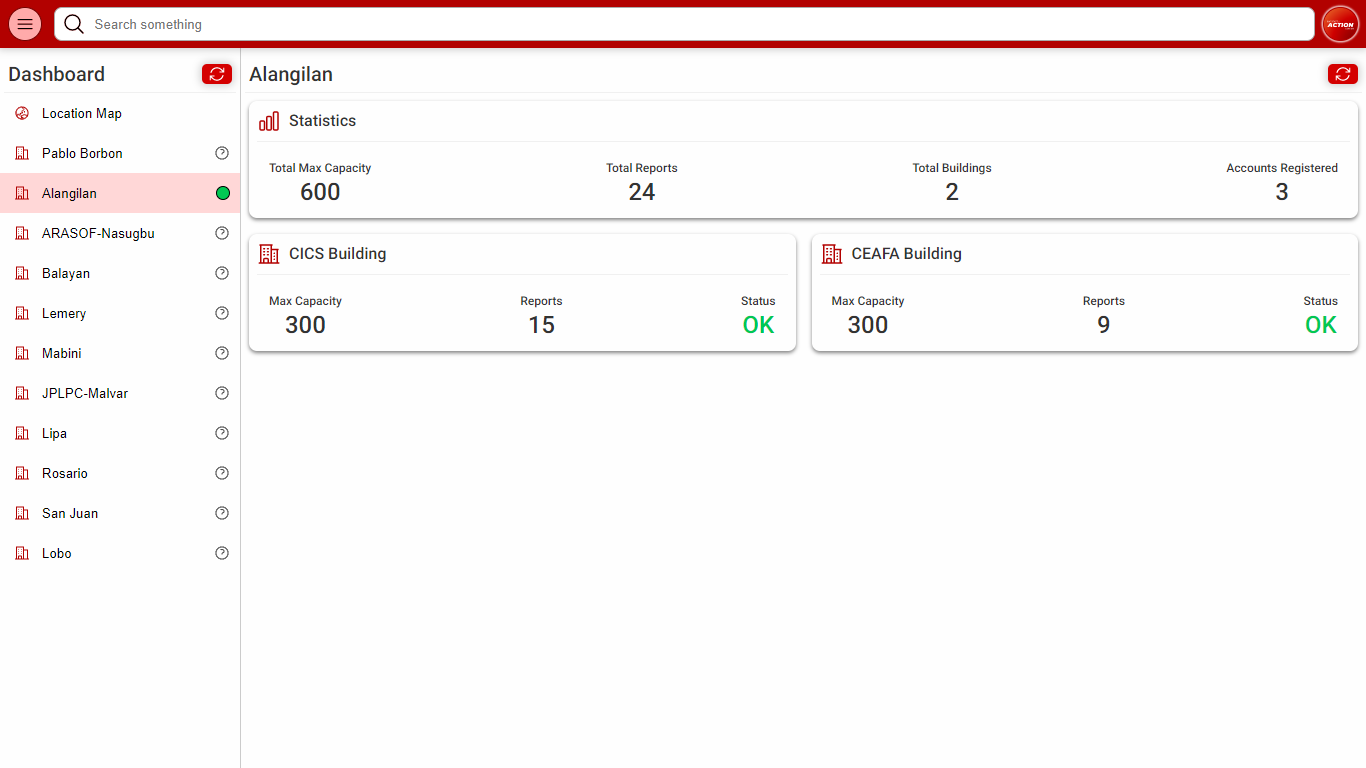 Search something
ACTION
Dashboard
Location Map
Pablo Borbon
Alangilan
ARASOF-Nasugbu
Balayan
Lemery
Mabini
JPLPC-Malvar
Lipa
Rosario
San Juan
Lobo
Alangilan
Statistics
Total Max Capacity Total Reports Total Buildings Accounts Registered
600 24 2 3
CICS Building
Max Capacity Reports Status
300 15 OK
CEAFA Building
Max Capacity Reports Status
300 9 OK